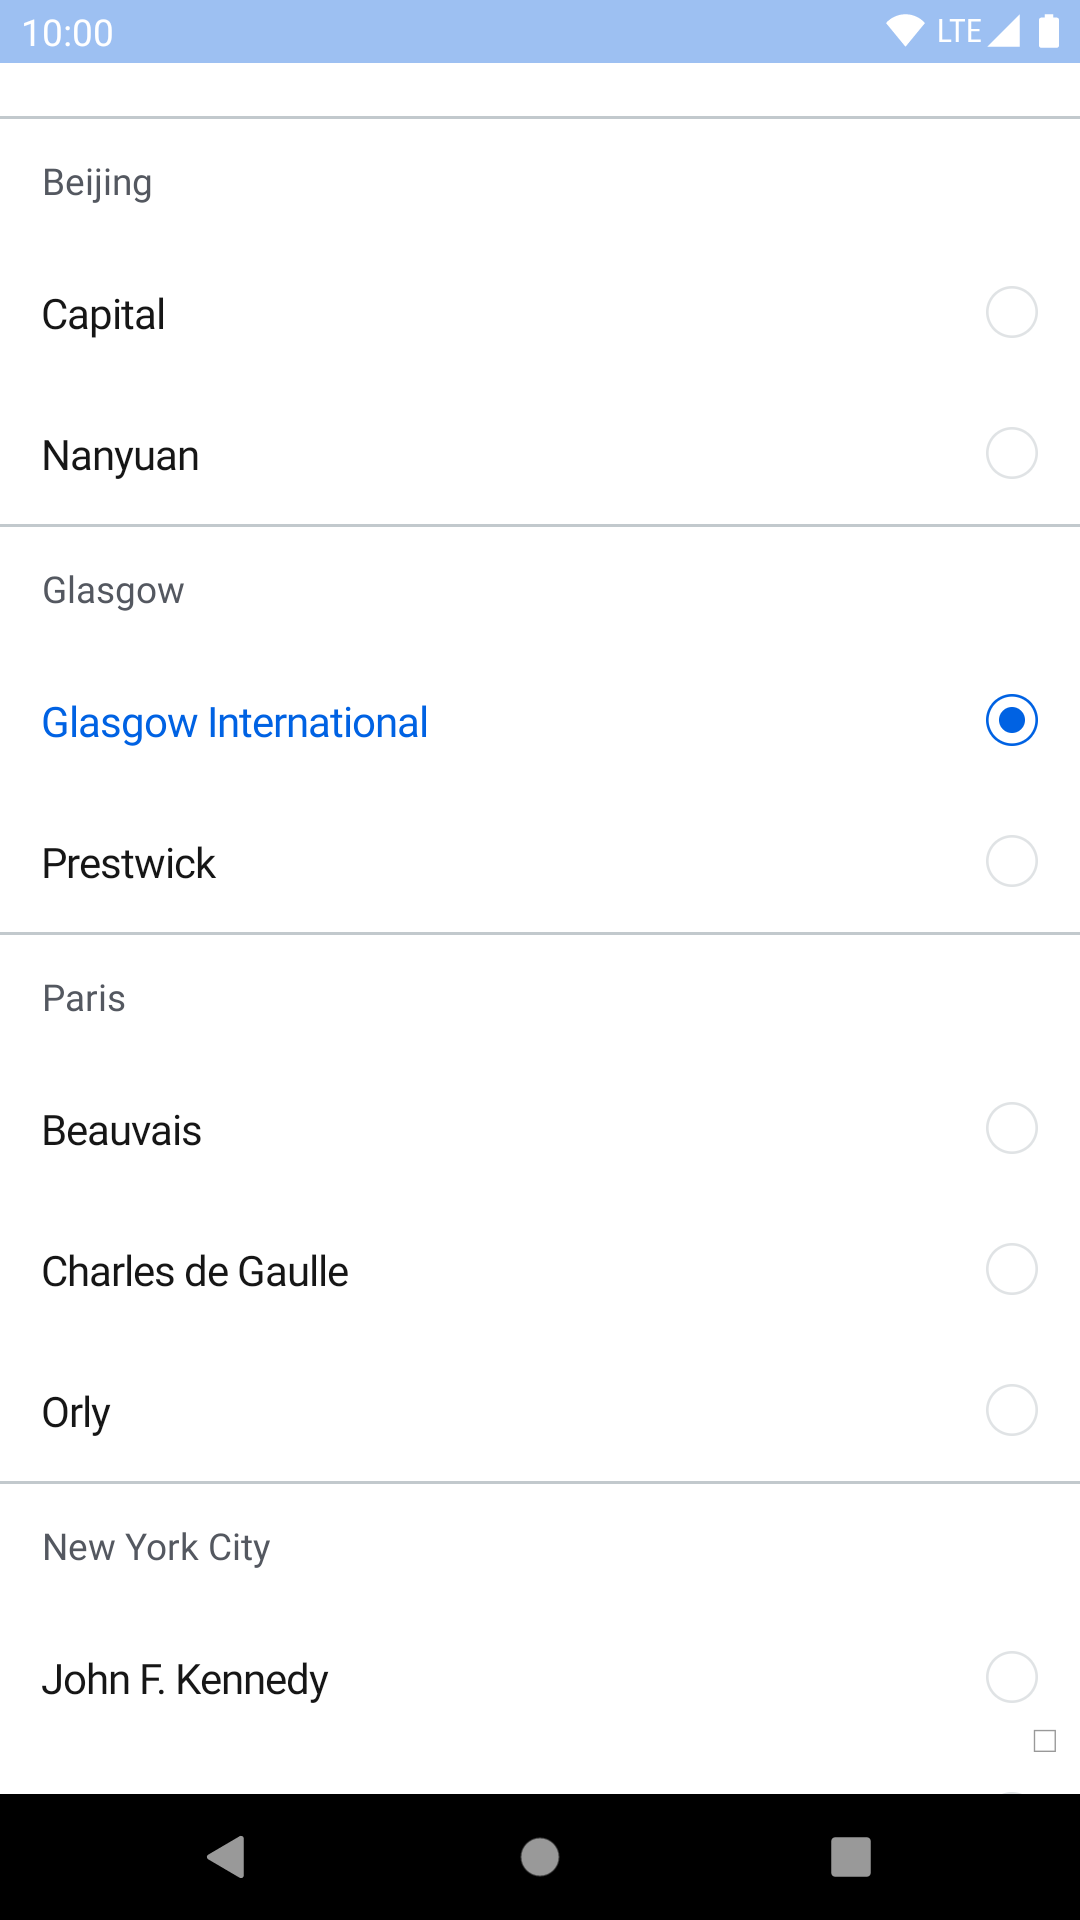 10:00 LTE
Beijing
Capital
Nanyuan
Glasgow
Glasgow International
Prestwick
Paris
Beauvais
Charles de Gaulle
Orly
New York City
John F. Kennedy